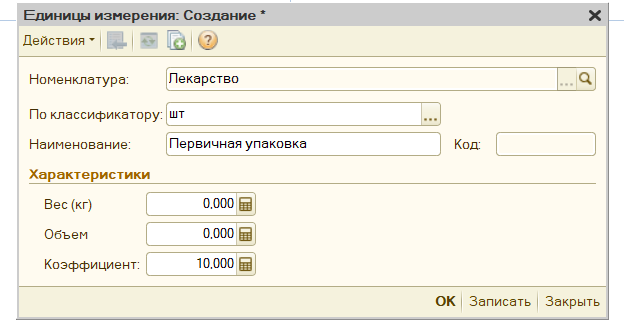 Единицы измерения: Создание *
Действия
Номенклатура: Лекарство ...
По классификатору: шт ...
Наименование: Первичная упаковка Код:
Характеристики
Вес (кг) 0,000
Объем 0,000
Коэффициент: 10,000
OK Записать Закрыть